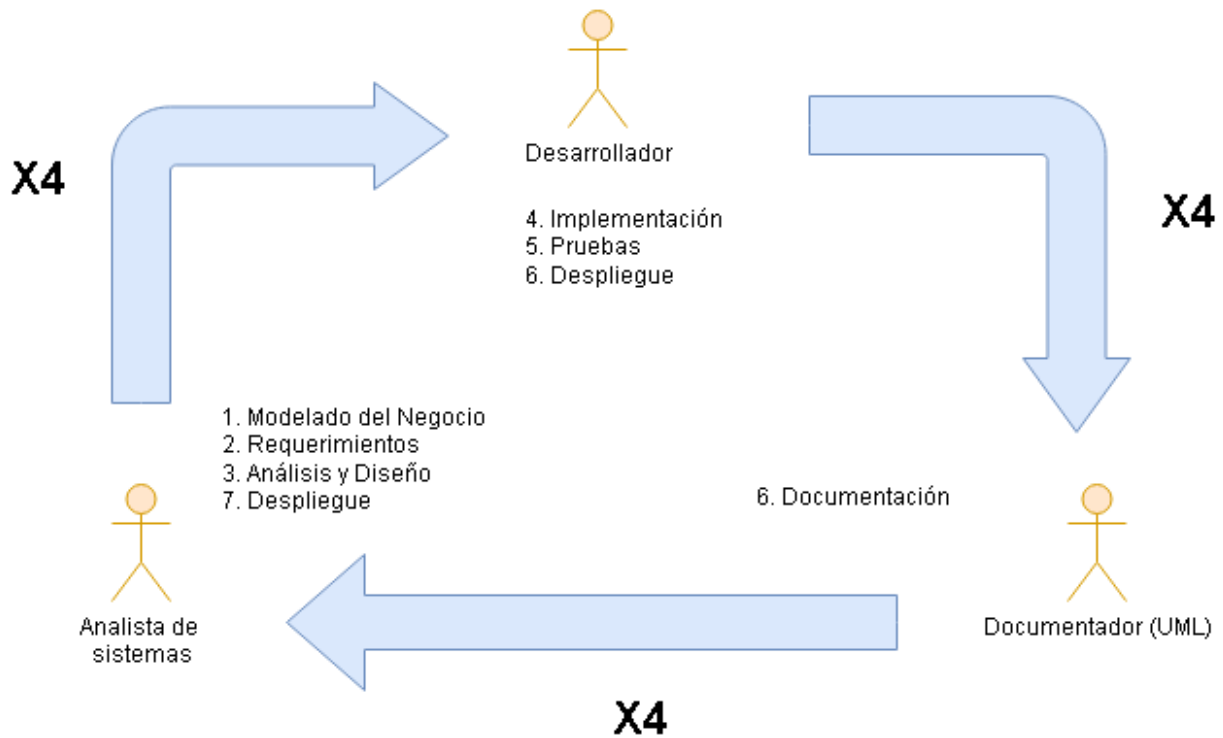 Desarrollador
X4
X4
4. Implementación
5. Pruebas
6. Despliegue
1. Modelado del Negocio
2. Requerimientos
3. Análisis y Diseño
7. Despliegue
6. Documentación
Analista de
sistemas
Documentador (UML)
X4